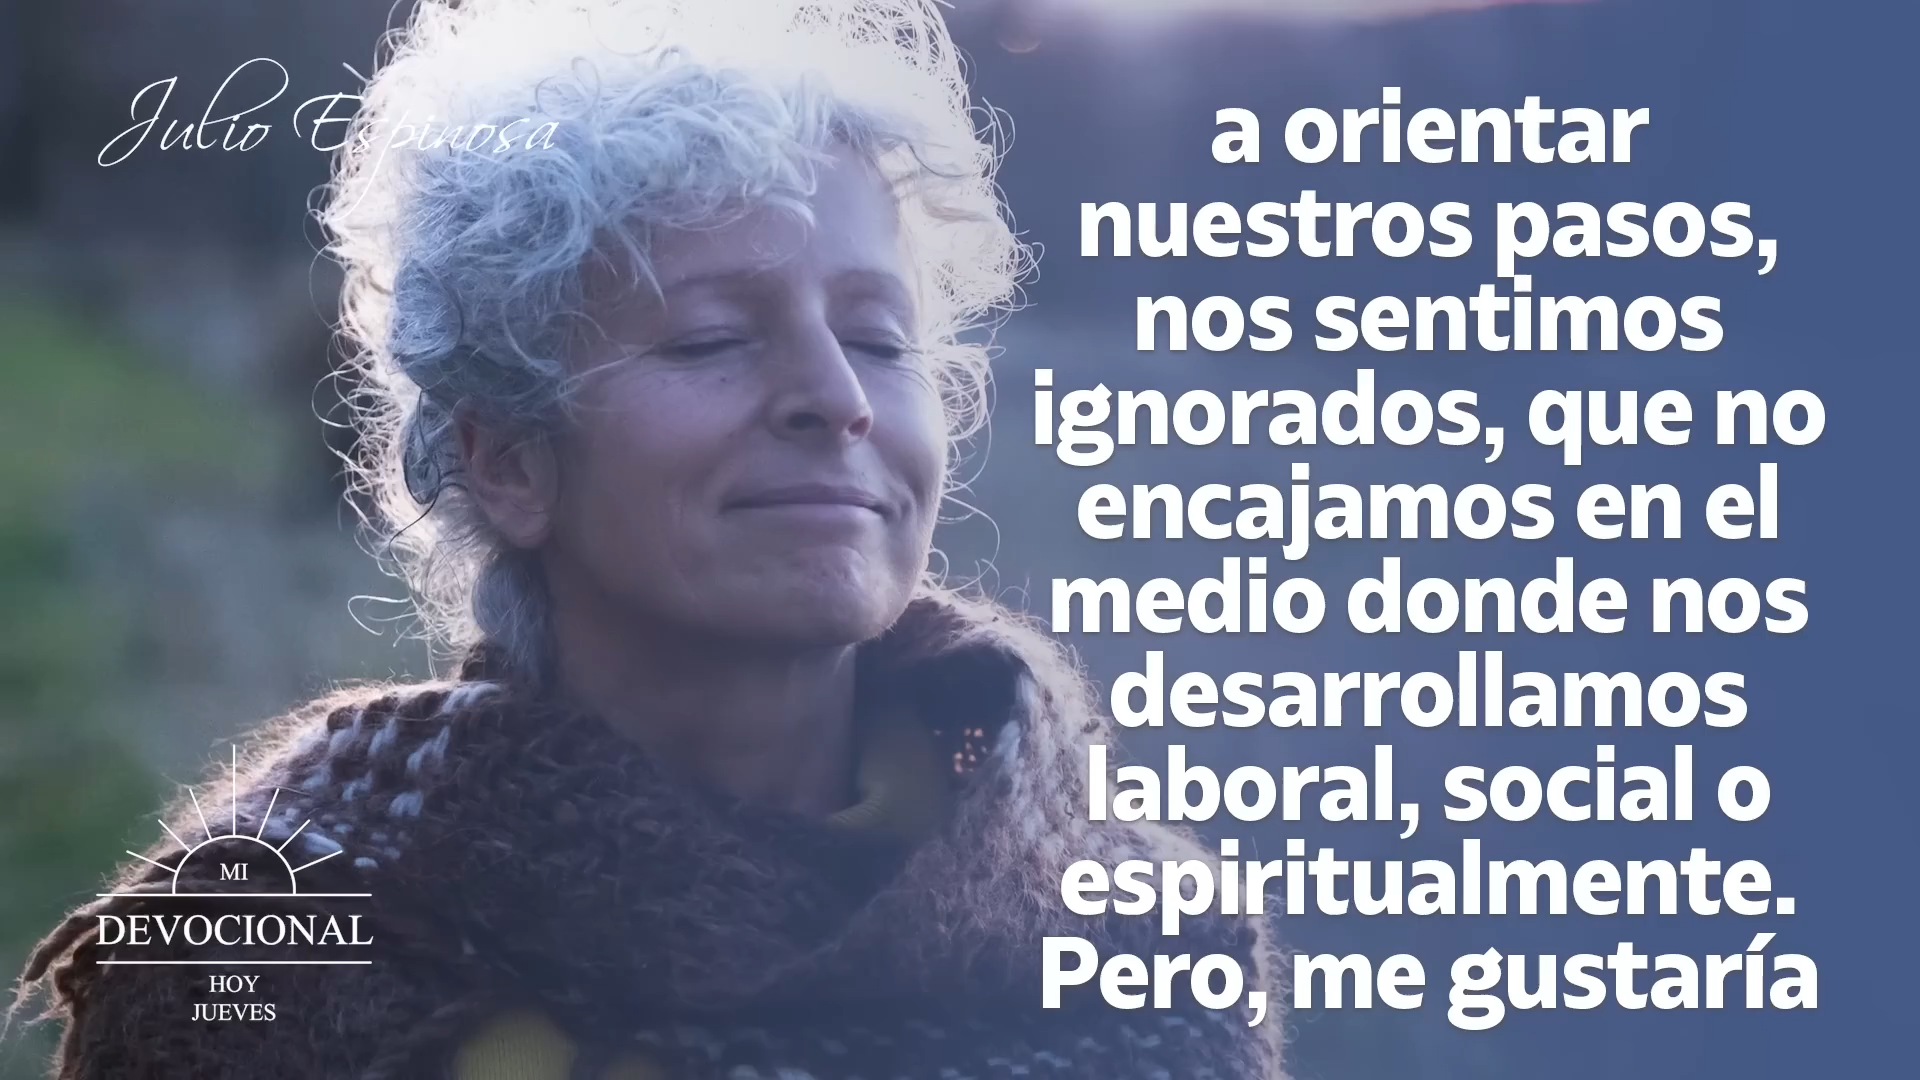 Julio Espinosa
a orientar
nuestros pasos,
nos sentimos
ignorados, que no
encajamos en el
medio donde nos
desarrollamos
laboral, social o
espiritualmente.
Pero, me gustaría
MI
DEVOCIONAL
HOY
JUEVES